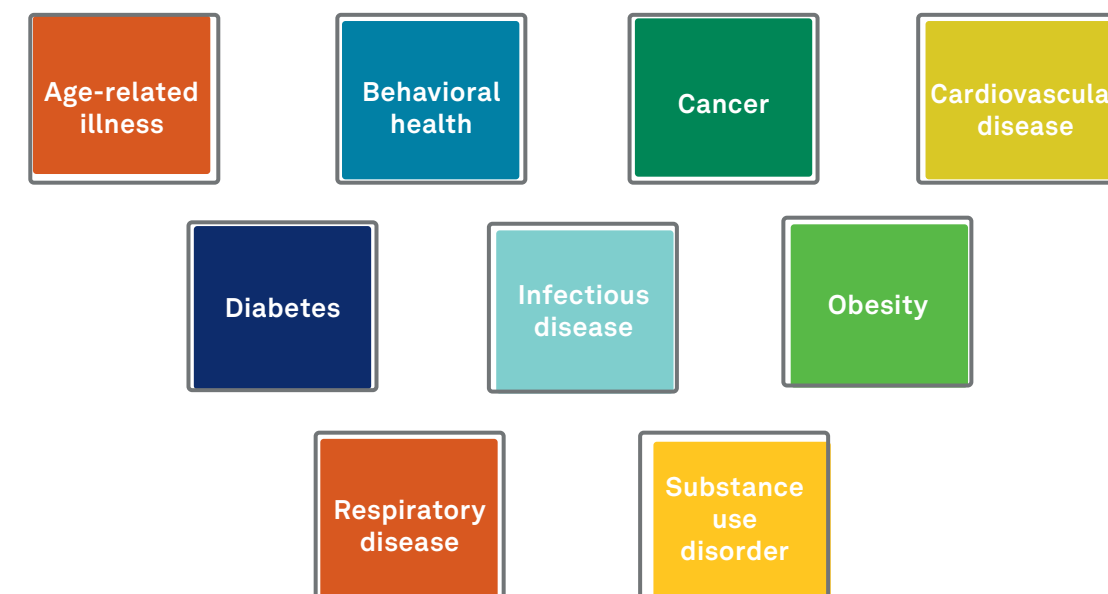 Age-related
illness
Behavioral
health
Cancer
Cardiovascula
disease
Diabetes
Infectious
disease
Obesity
Respiratory
disease
Substance
use
disorder